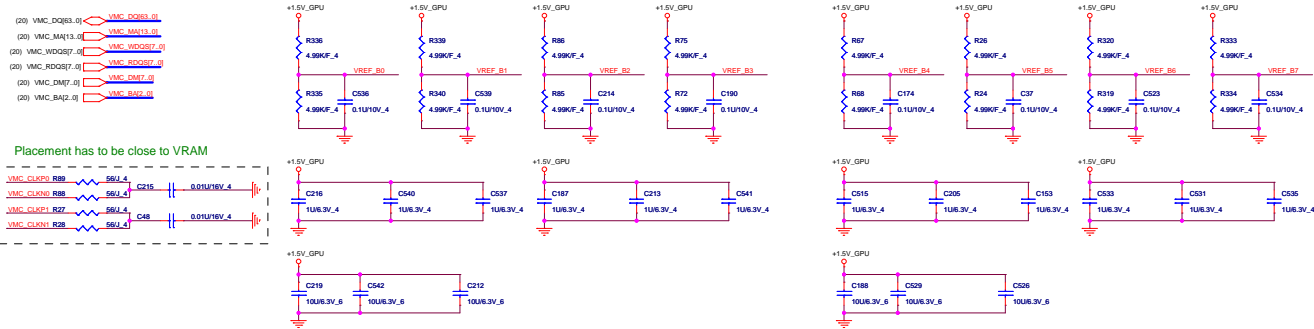 (20) VMC_DQ[63..0] VMC_DQ[63..0]
(20) VMC_MA[13..0] VMC_MA[13..0]
(20) VMC_WDQS[7..0] VMC_WDQS[7..0]
(20) VMC_RDQS[7..0] VMC_RDQS[7..0]
(20) VMC_DM[7..0] VMC_DM[7..0]
(20) VMC_BA[2..0] VMC_BA[2..0]
+1.5V_GPU +1.5V_GPU +1.5V_GPU +1.5V_GPU +1.5V_GPU +1.5V_GPU +1.5V_GPU +1.5V_GPU
R336 R339 R86 R75 R67 R26 R320 R333
4.99K/F_4 4.99K/F_4 4.99K/F_4 4.99K/F_4 4.99K/F_4 4.99K/F_4 4.99K/F_4 4.99K/F_4
VREF_B0 VREF_B1 VREF_B2 VREF_B3 VREF_B4 VREF_B5 VREF_B6 VREF_B7
R335 C536 R340 C539 R85 C214 R72 C190 R68 C174 R24 C37 R319 C523 R334 C534
4.99K/F_4 0.1U/10V_4 4.99K/F_4 0.1U/10V_4 4.99K/F_4 0.1U/10V_4 4.99K/F_4 0.1U/10V_4 4.99K/F_4 0.1U/10V_4 4.99K/F_4 0.1U/10V_4 4.99K/F_4 0.1U/10V_4 4.99K/F_4 0.1U/10V_4
Placement has to be close to VRAM
VMC_CLKP0 R89 56/J_4
C215 0.01U/16V_4
VMC_CLKN0 R88 56/J_4
VMC_CLKP1 R27 56/J_4
C48 0.01U/16V_4
VMC_CLKN1 R28 56/J_4
+1.5V_GPU +1.5V_GPU +1.5V_GPU +1.5V_GPU
C216 C540 C537 C187 C213 C541 C515 C205 C153 C533 C531 C535
1U/6.3V_4 1U/6.3V_4 1U/6.3V_4 1U/6.3V_4 1U/6.3V_4 1U/6.3V_4 1U/6.3V_4 1U/6.3V_4 1U/6.3V_4 1U/6.3V_4 1U/6.3V_4 1U/6.3V_4
+1.5V_GPU +1.5V_GPU
C219 C542 C212 C188 C529 C526
10U/6.3V_6 10U/6.3V_6 10U/6.3V_6 10U/6.3V_6 10U/6.3V_6 10U/6.3V_6